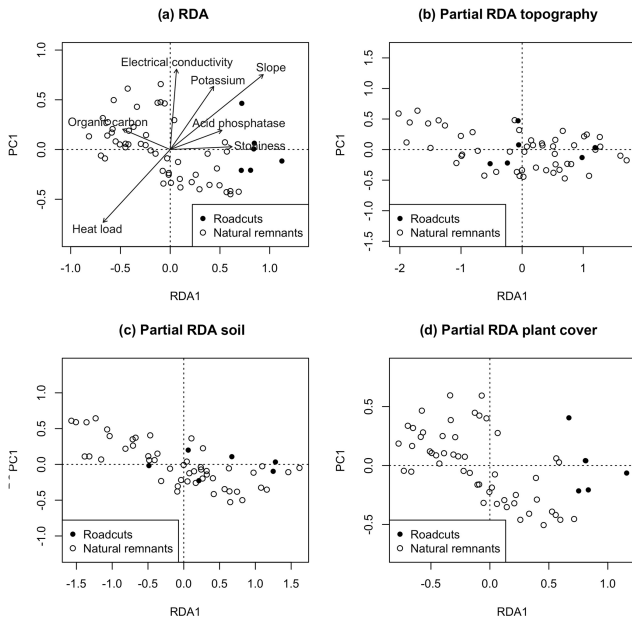 (a) RDA
1.0
0.5
0.0
-0.5
PC1
Electrical conductivity
Slope
Potassium
Organic carbon
Acid phosphatase
Stoniness
Heat load
Roadcuts
Natural remnants
-1.0 -0.5 0.0 0.5 1.0
RDA1
(b) Partial RDA topography
1.5
1.0
0.5
0.0
-0.5
-1.0
-1.5
PC1
Roadcuts
Natural remnants
-2 -1 0 1
RDA1
(c) Partial RDA soil
1.0
0.5
0.0
-0.5
-1.0
PC1
Roadcuts
Natural remnants
-1.5 -1.0 -0.5 0.0 0.5 1.0 1.5
RDA1
(d) Partial RDA plant cover
0.5
0.0
-0.5
PC1
Roadcuts
Natural remnants
-0.5 0.0 0.5 1.0
RDA1